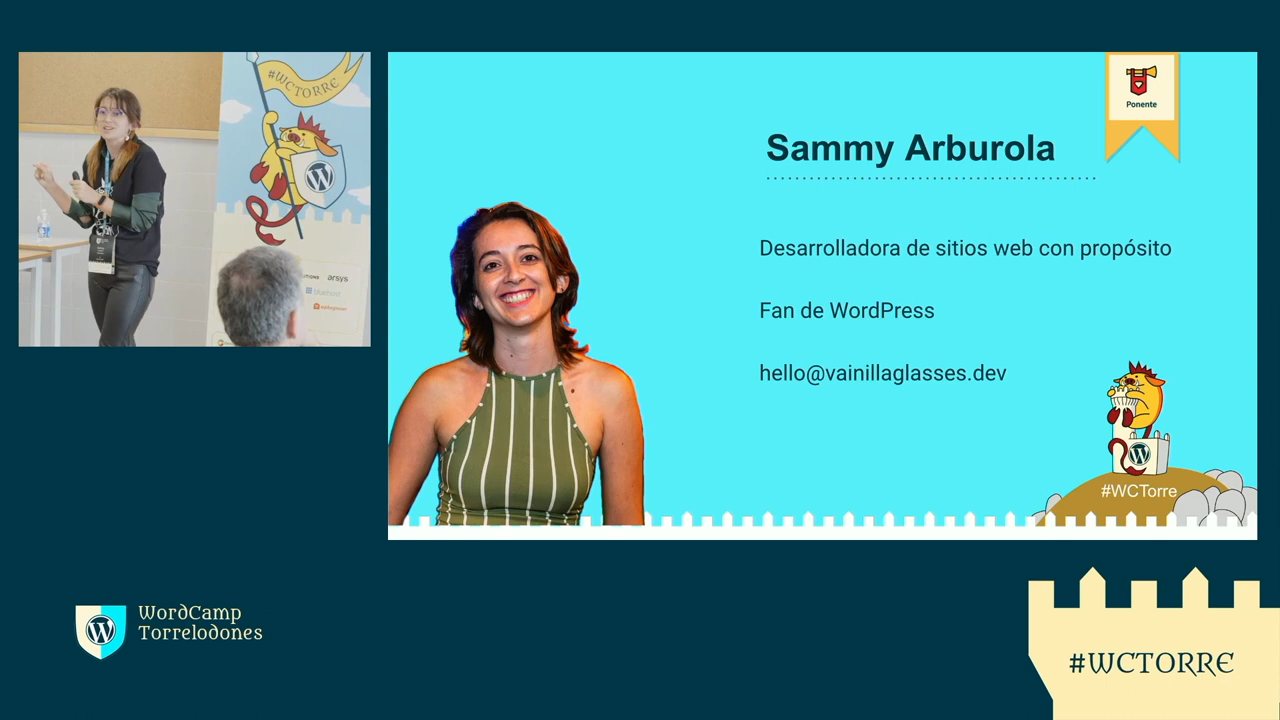 #WCTORRE
arsys
bluehost
Ponente
Sammy Arburola
Desarrolladora de sitios web con propósito
Fan de WordPress
hello@vainillaglasses.dev
#WCTorre
WordCamp
Torrelodones
#WCTORRE